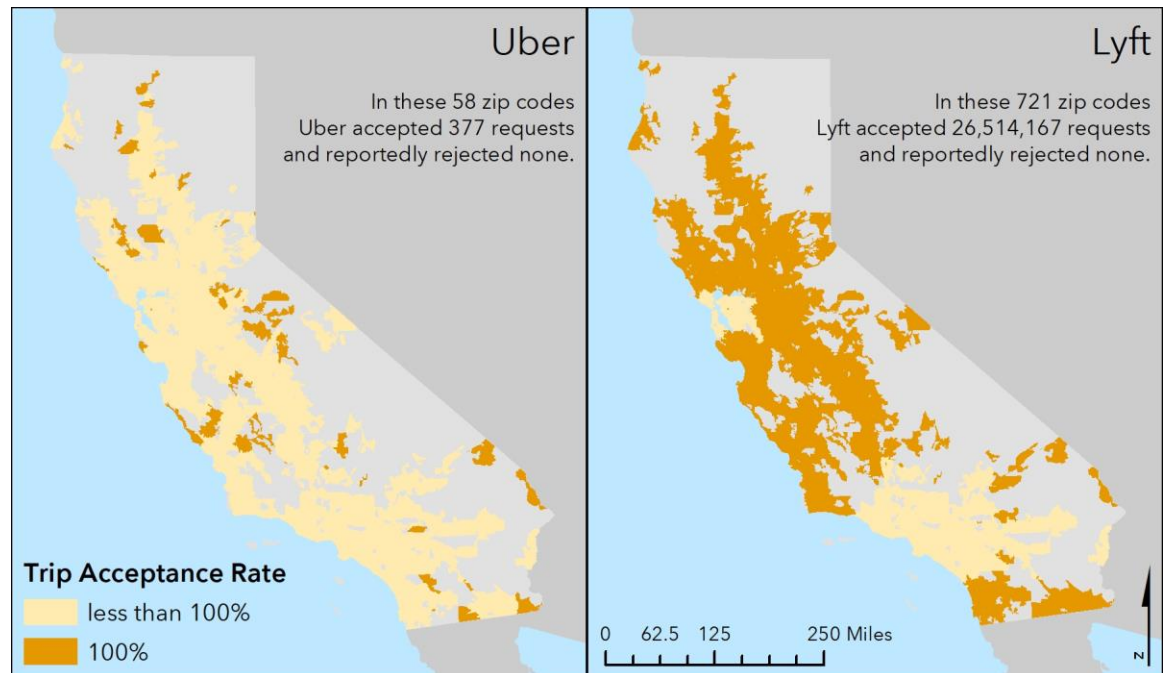 Uber
In these 58 zip codes
Uber accepted 377 requests
and reportedly rejected none.
Trip Acceptance Rate
less than 100%
100%
Lyft
In these 721 zip codes
Lyft accepted 26,514,167 requests
and reportedly rejected none.
0 62.5 125 250 Miles
N